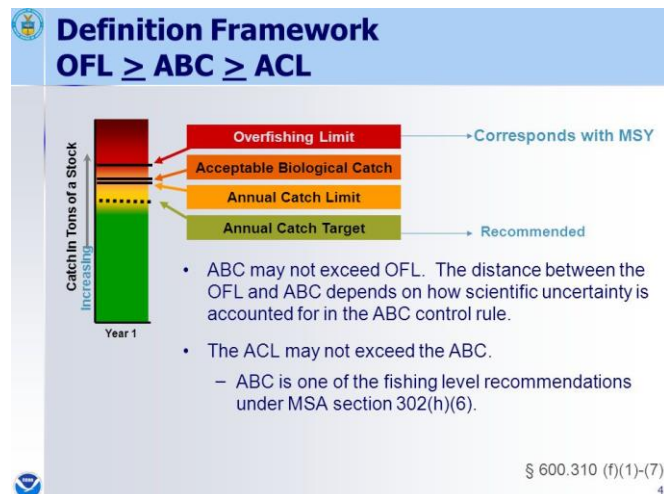 Definition Framework
OFL ≥ ABC ≥ ACL
Catch in Tons of a Stock
Increasing
Year 1
Overfishing Limit
Corresponds with MSY
Acceptable Biological Catch
Annual Catch Limit
Annual Catch Target
Recommended
• ABC may not exceed OFL. The distance between the
OFL and ABC depends on how scientific uncertainty is
accounted for in the ABC control rule.
• The ACL may not exceed the ABC.
– ABC is one of the fishing level recommendations
under MSA section 302(h)(6).
§ 600.310 (f)(1)-(7)
4